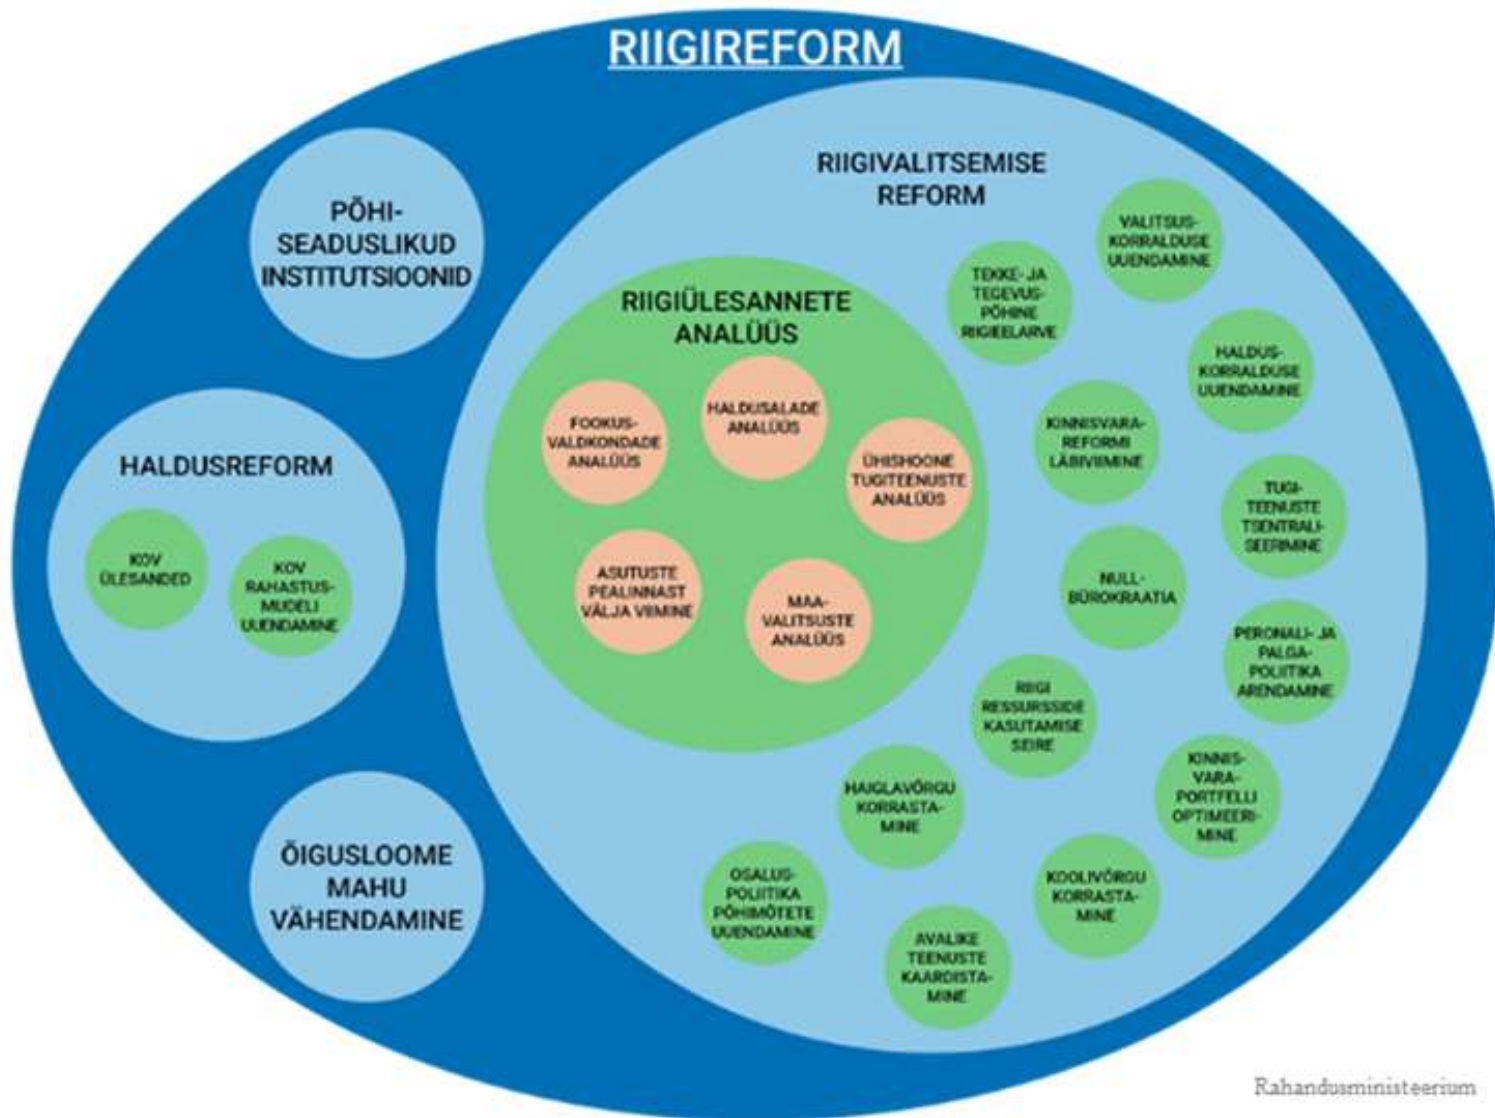 RIIGIREFORM
PÕHI-
SEADUSLIKUD
INSTITUTSIOONID
HALDUSREFORM
KOV
ÜLESANDED
KOV
RAHASTUS-
MUDELI
UUENDAMINE
ÕIGUSLOOME
MAHU
VÄHENDAMINE
RIIGIVALITSEMISE
REFORM
RIIGIÜLESANNETE
ANALÜÜS
FOOKUS-
VALDKONDADE
ANALÜÜS
HALDUSALADE
ANALÜÜS
ÜHISHOONE
TUGITEENUSTE
ANALÜÜS
ASUTUSTE
PEALINNAST
VÄLJA VIIMINE
MAA-
VALITSUSTE
ANALÜÜS
VALITSUS-
KORRALDUSE
UUENDAMINE
TEKKE- JA
TEGEVUS-
PÕHINE
RIIGIEELARVE
HALDUS-
KORRALDUSE
UUENDAMINE
KINNISVARA-
REFORMI
LÄBIVIIMINE
TUGI-
TEENUSTE
TSENTRALI-
SEERIMINE
NULL-
BÜROKRAATIA
PERONALI- JA
PALGA-
POLIITIKA
ARENDAMINE
RIIGI
RESSURSSIDE
KASUTAMISE
SEIRE
KINNIS-
VARA-
PORTFELLI
OPTIMEERI-
MINE
HAIGLAVÕRGU
KORRASTA-
MINE
KOOLIVÕRGU
KORRASTA-
MINE
OSALUS-
POLIITIKA
PÕHIMÕTETE
UUENDAMINE
AVALIKE
TEENUSTE
KAARDISTA-
MINE
Rahandusministeerium